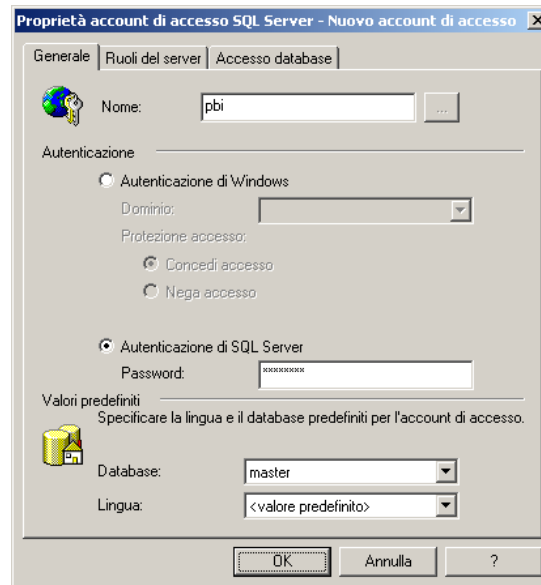 Proprietà account di accesso SQL Server - Nuovo account di accesso
Generale Ruoli del server Accesso database
Nome: pbi ...
Autenticazione
Autenticazione di Windows
Dominio:
Protezione accesso:
Concedi accesso
Nega accesso
Autenticazione di SQL Server
Password: ********
Valori predefiniti
Specificare la lingua e il database predefiniti per l'account di accesso.
Database: master
Lingua: <valore predefinito>
OK Annulla ?